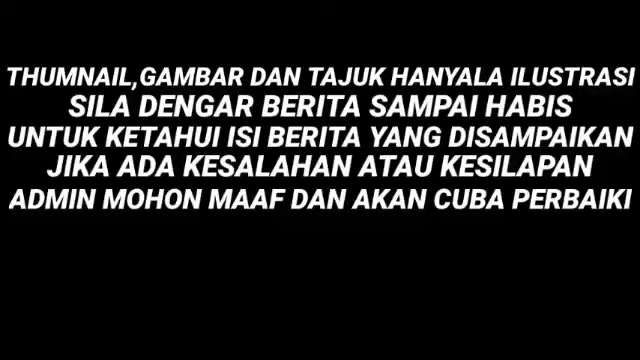 THUMNAIL,GAMBAR DAN TAJUK HANYALA ILUSTRASI
SILA DENGAR BERITA SAMPAI HABIS
UNTUK KETAHUI ISI BERITA YANG DISAMPAIKAN
JIKA ADA KESALAHAN ATAU KESILAPAN
ADMIN MOHON MAAF DAN AKAN CUBA PERBAIKI